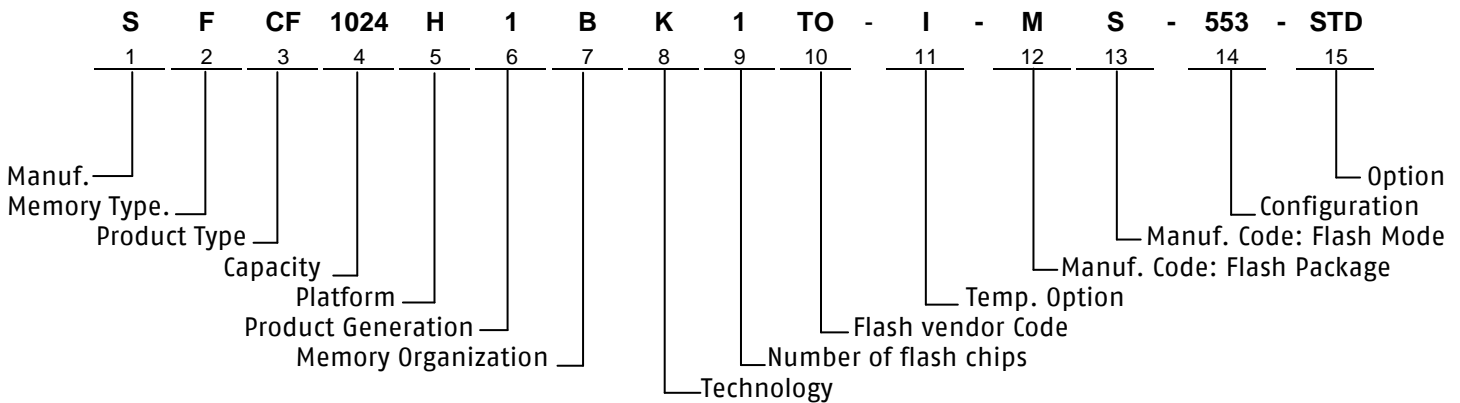 S F CF 1024 H 1 B K 1 TO - I - M S - 553 - STD
1 2 3 4 5 6 7 8 9 10 11 12 13 14 15
Manuf. Option
Memory Type. Configuration
Product Type Manuf. Code: Flash Mode
Capacity Manuf. Code: Flash Package
Platform Temp. Option
Product Generation Flash vendor Code
Memory Organization Number of flash chips
Technology